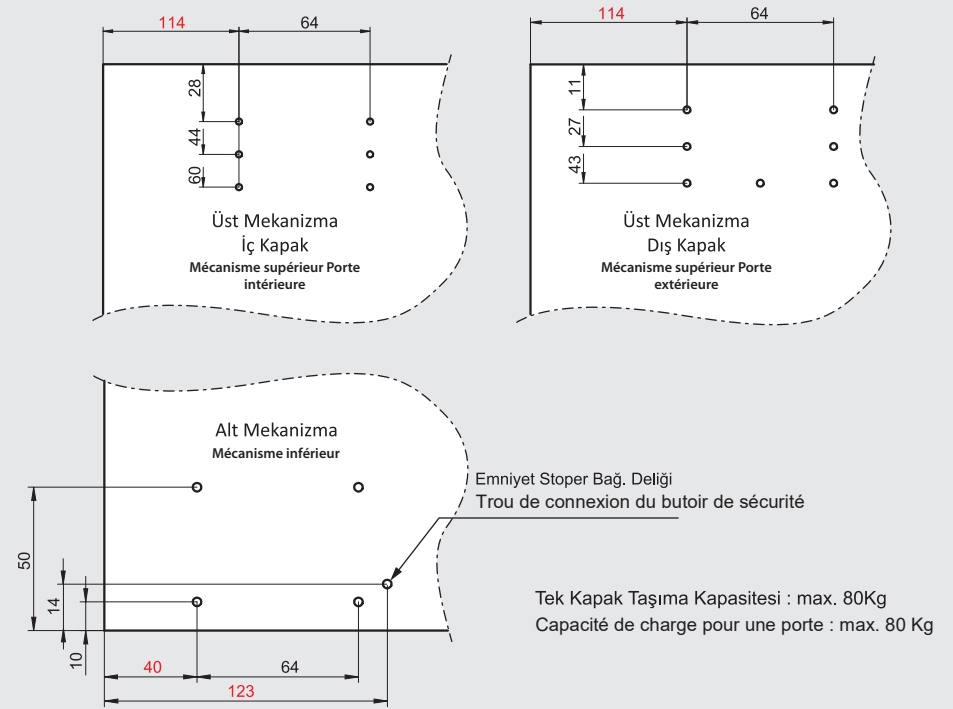 114
64
28
44
60
Üst Mekanizma
İç Kapak
Mécanisme supérieur Porte
intérieure
114
64
11
27
43
Üst Mekanizma
Dış Kapak
Mécanisme supérieur Porte
extérieure
Alt Mekanizma
Mécanisme inférieur
Emniyet Stoper Bağ. Deliği
Trou de connexion du butoir de sécurité
50
14
10
40
64
123
Tek Kapak Taşıma Kapasitesi : max. 80Kg
Capacité de charge pour une porte : max. 80 Kg